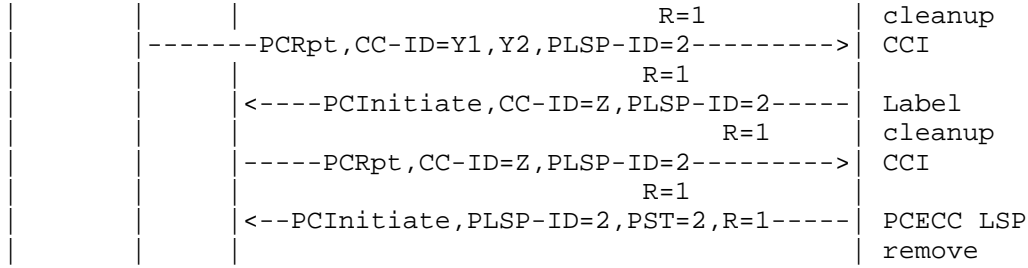 |       |       |                          R=1          | cleanup
|       |-------PCRpt,CC-ID=Y1,Y2,PLSP-ID=2--------->| CCI
|       |       |                         R=1           |
|       |       |<----PCInitiate,CC-ID=Z,PLSP-ID=2-----| Label
|       |       |                              R=1      | cleanup
|       |       |-----PCRpt,CC-ID=Z,PLSP-ID=2--------->| CCI
|       |       |                         R=1           |
|       |       |<--PCInitiate,PLSP-ID=2,PST=2,R=1-----| PCECC LSP
|       |       |                                       | remove